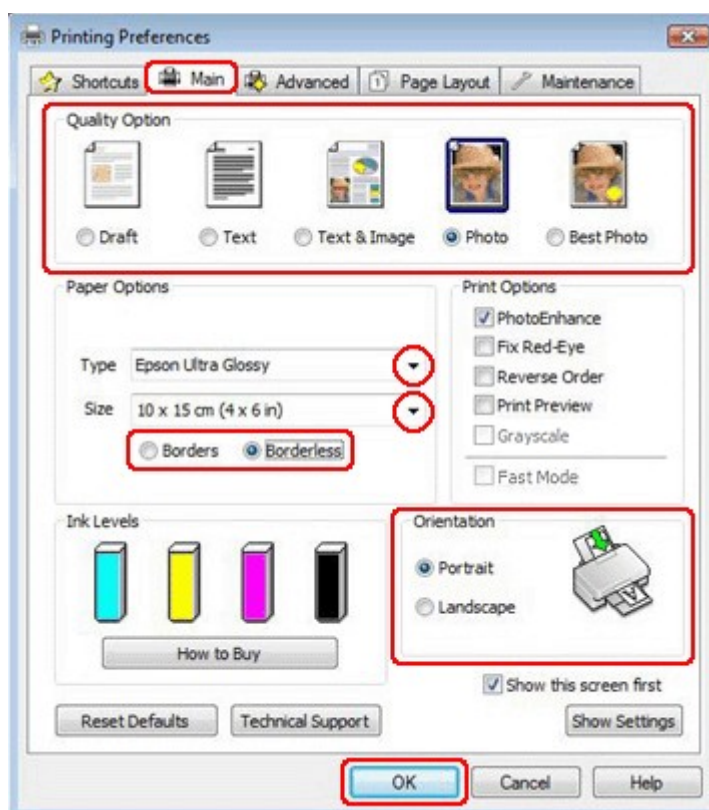 Printing Preferences
Shortcuts Main Advanced Page Layout Maintenance
Quality Option
Draft Text Text & Image Photo Best Photo
Paper Options
Type Epson Ultra Glossy
Size 10 x 15 cm (4 x 6 in)
Borders Borderless
Print Options
PhotoEnhance
Fix Red-Eye
Reverse Order
Print Preview
Grayscale
Fast Mode
Ink Levels
How to Buy
Orientation
Portrait
Landscape
Show this screen first
Reset Defaults Technical Support Show Settings
OK Cancel Help